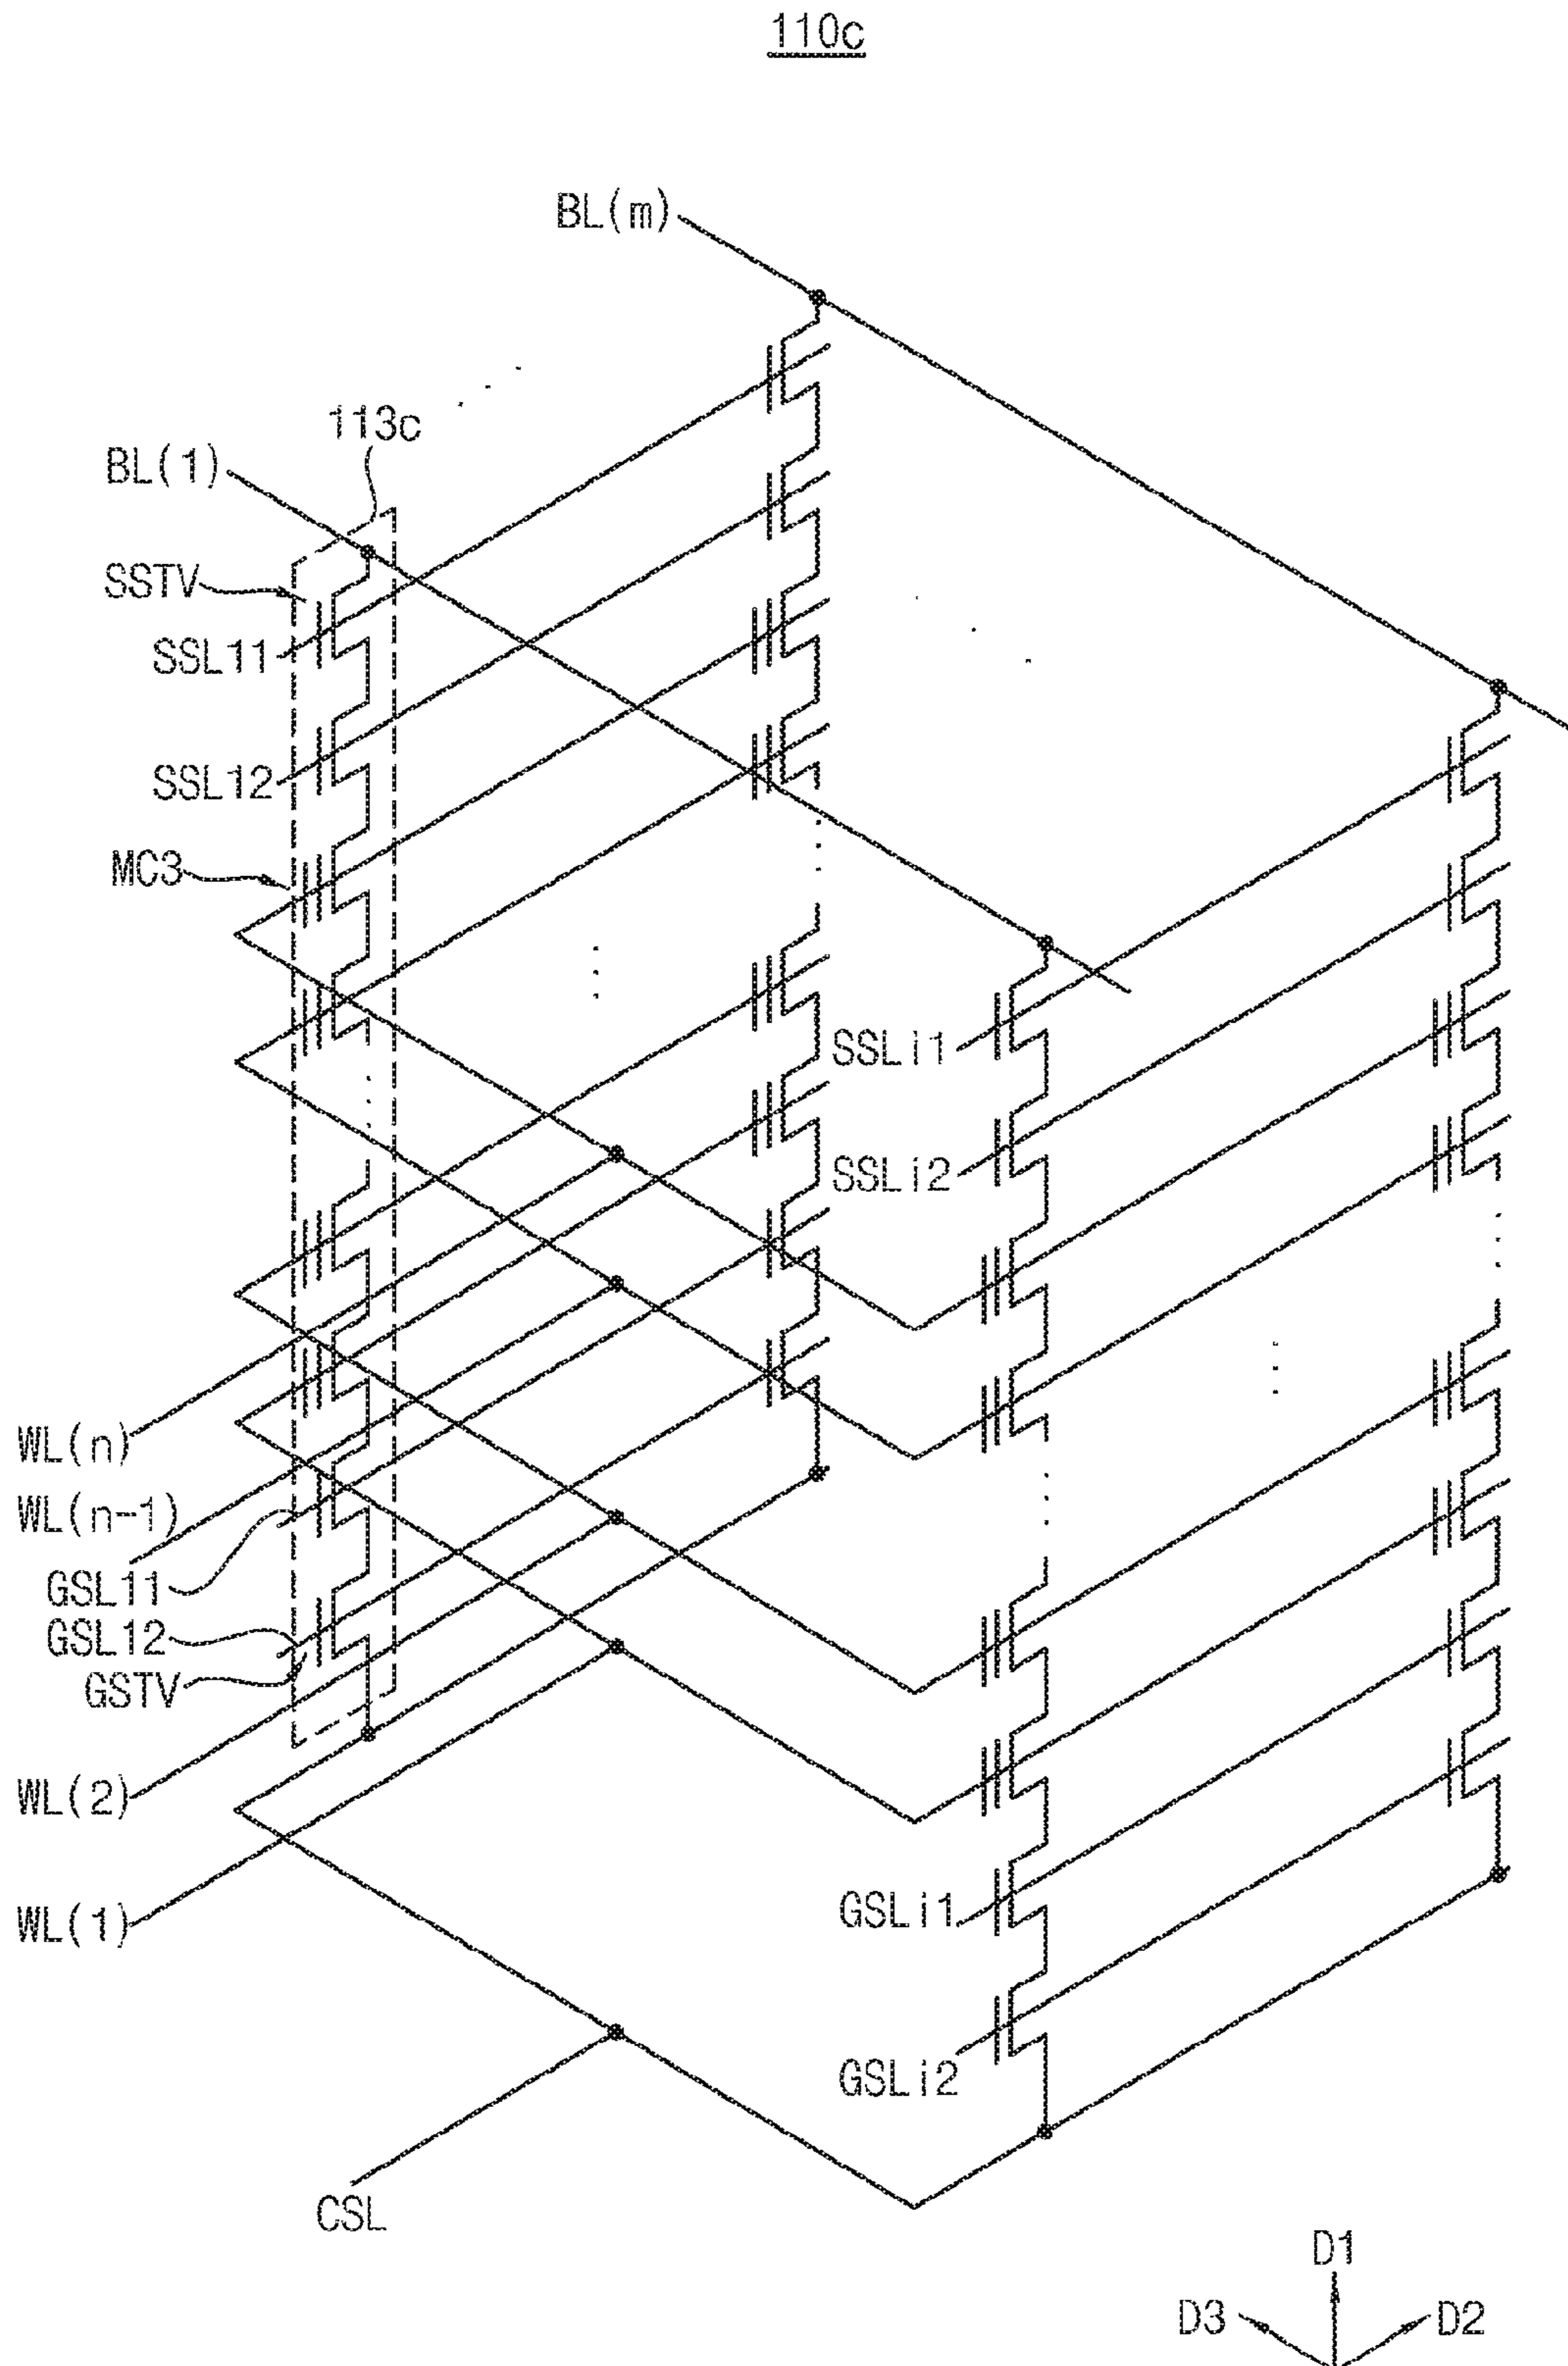 110c
BL(m)
113c
BL(1)
SSTV
SSL11
SSL12
MC3
SSLi1
SSLi2
WL(n)
WL(n-1)
GSL11
GSL12
GSTV
WL(2)
WL(1)
GSLi1
GSLi2
CSL
D1
D3
D2